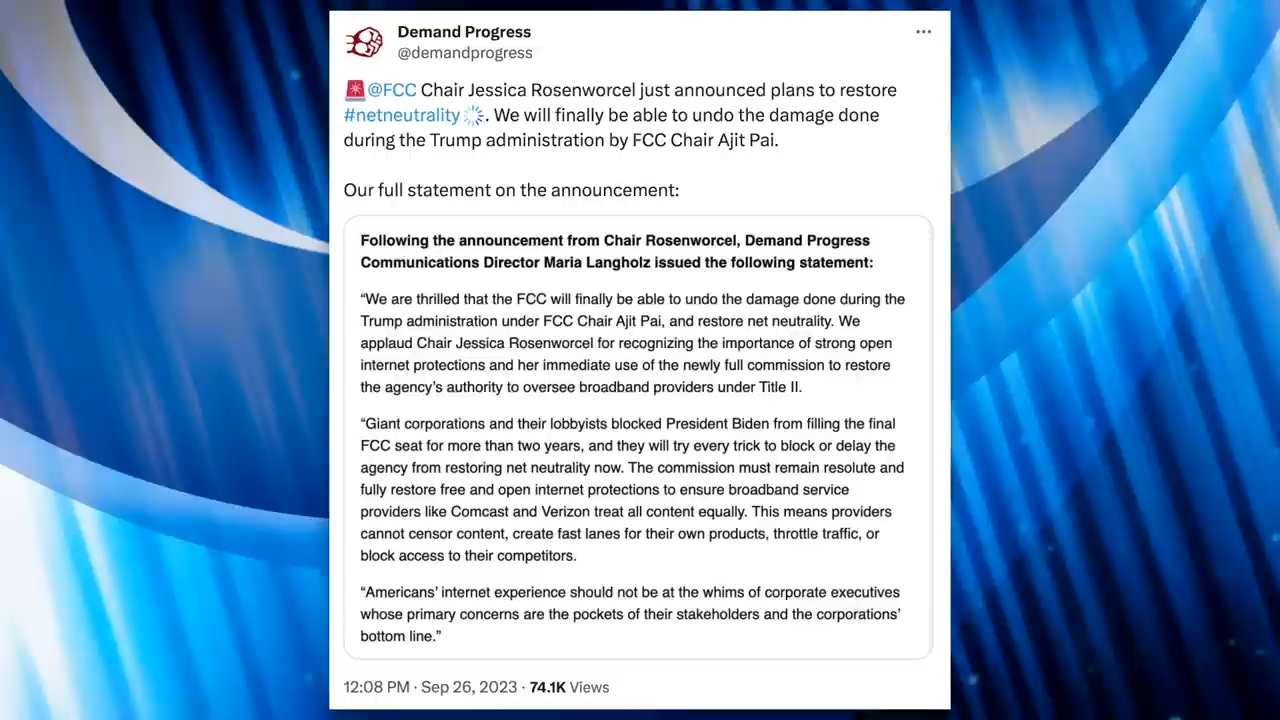 Demand Progress
@demandprogress
🚨@FCC Chair Jessica Rosenworcel just announced plans to restore
#netneutrality. We will finally be able to undo the damage done
during the Trump administration by FCC Chair Ajit Pai.
Our full statement on the announcement:
Following the announcement from Chair Rosenworcel, Demand Progress
Communications Director Maria Langholz issued the following statement:
“We are thrilled that the FCC will finally be able to undo the damage done during the
Trump administration under FCC Chair Ajit Pai, and restore net neutrality. We
applaud Chair Jessica Rosenworcel for recognizing the importance of strong open
internet protections and her immediate use of the newly full commission to restore
the agency’s authority to oversee broadband providers under Title II.
“Giant corporations and their lobbyists blocked President Biden from filling the final
FCC seat for more than two years, and they will try every trick to block or delay the
agency from restoring net neutrality now. The commission must remain resolute and
fully restore free and open internet protections to ensure broadband service
providers like Comcast and Verizon treat all content equally. This means providers
cannot censor content, create fast lanes for their own products, throttle traffic, or
block access to their competitors.
“Americans’ internet experience should not be at the whims of corporate executives
whose primary concerns are the pockets of their stakeholders and the corporations’
bottom line.”
12:08 PM · Sep 26, 2023 · 74.1K Views